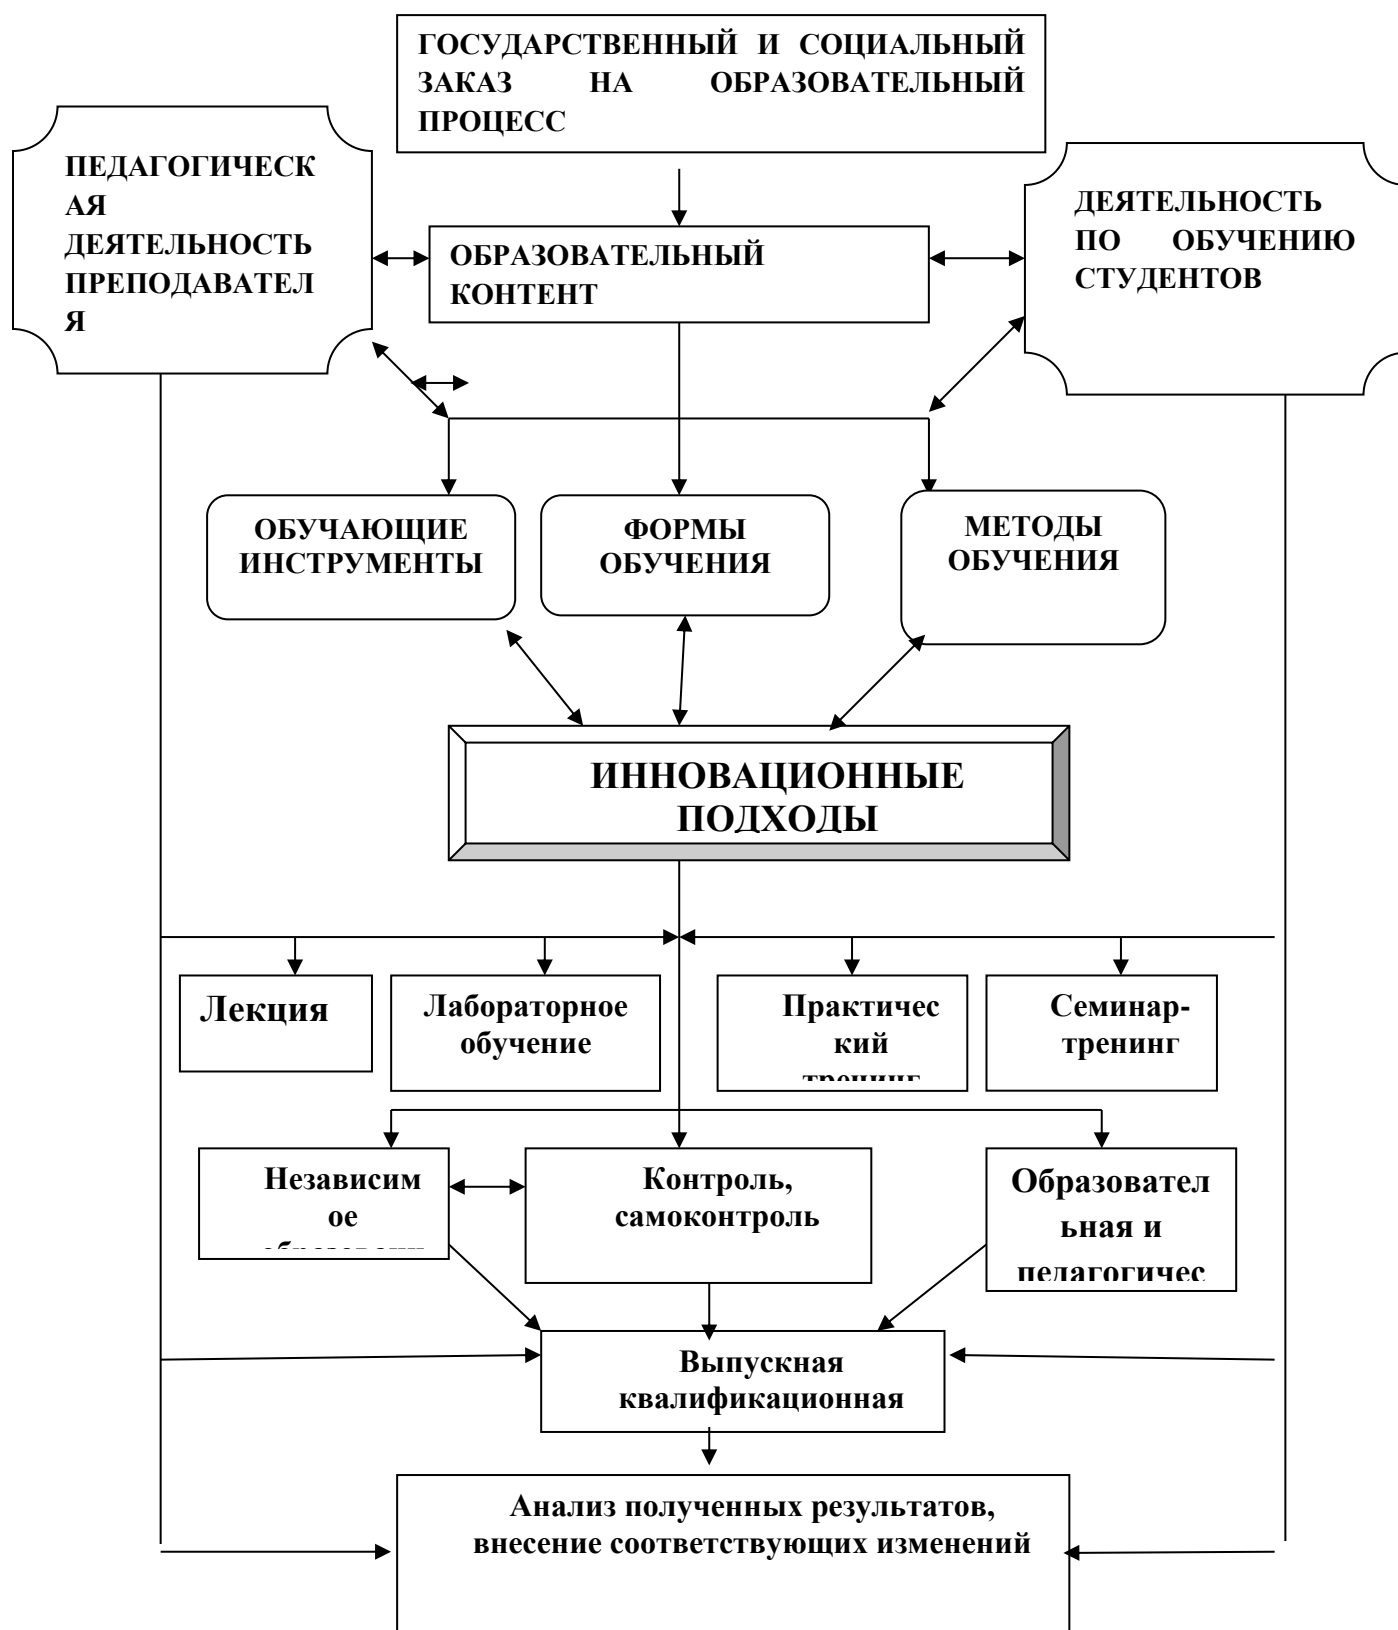 ГОСУДАРСТВЕННЫЙ И СОЦИАЛЬНЫЙ
ЗАКАЗ НА ОБРАЗОВАТЕЛЬНЫЙ
ПРОЦЕСС
ПЕДАГОГИЧЕСК
АЯ
ДЕЯТЕЛЬНОСТЬ
ПРЕПОДАВАТЕЛ
Я
ОБРАЗОВАТЕЛЬНЫЙ
КОНТЕНТ
ДЕЯТЕЛЬНОСТЬ
ПО ОБУЧЕНИЮ
СТУДЕНТОВ
ОБУЧАЮЩИЕ
ИНСТРУМЕНТЫ
ФОРМЫ
ОБУЧЕНИЯ
МЕТОДЫ
ОБУЧЕНИЯ
ИННОВАЦИОННЫЕ
ПОДХОДЫ
Лекция
Лабораторное
обучение
Практичес
кий
тренинг
Семинар-
тренинг
Независим
ое
Контроль,
самоконтроль
Образовател
ьная и
педагогичес
Выпускная
квалификационная
Анализ полученных результатов,
внесение соответствующих изменений